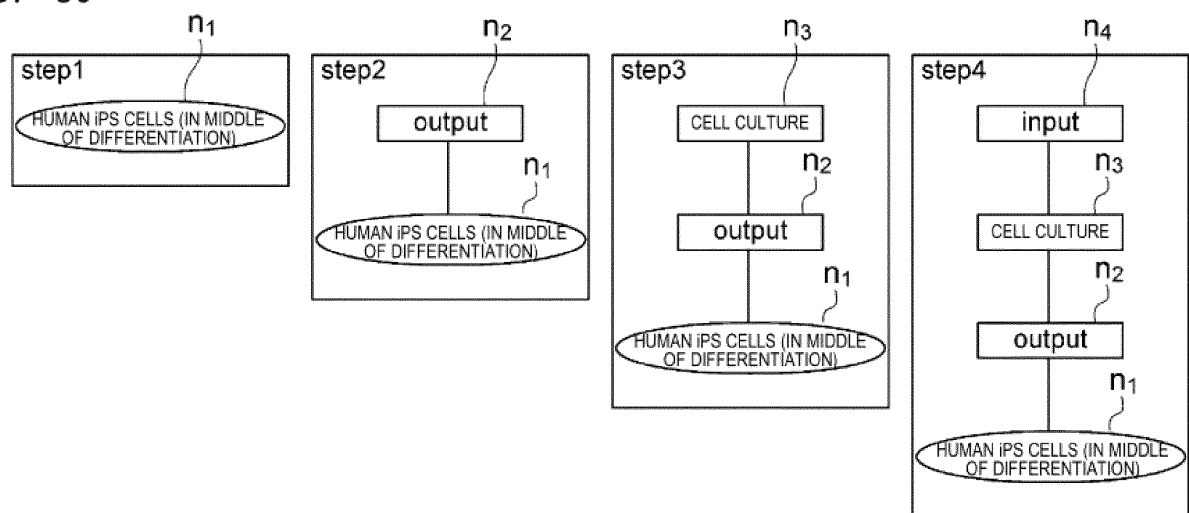 n1
n2
n3
n4
step1
HUMAN iPS CELLS (IN MIDDLE
OF DIFFERENTIATION)
step2
output
n1
HUMAN iPS CELLS (IN MIDDLE
OF DIFFERENTIATION)
step3
CELL CULTURE
n2
output
n1
HUMAN iPS CELLS (IN MIDDLE
OF DIFFERENTIATION)
step4
input
n3
CELL CULTURE
n2
output
n1
HUMAN iPS CELLS (IN MIDDLE
OF DIFFERENTIATION)